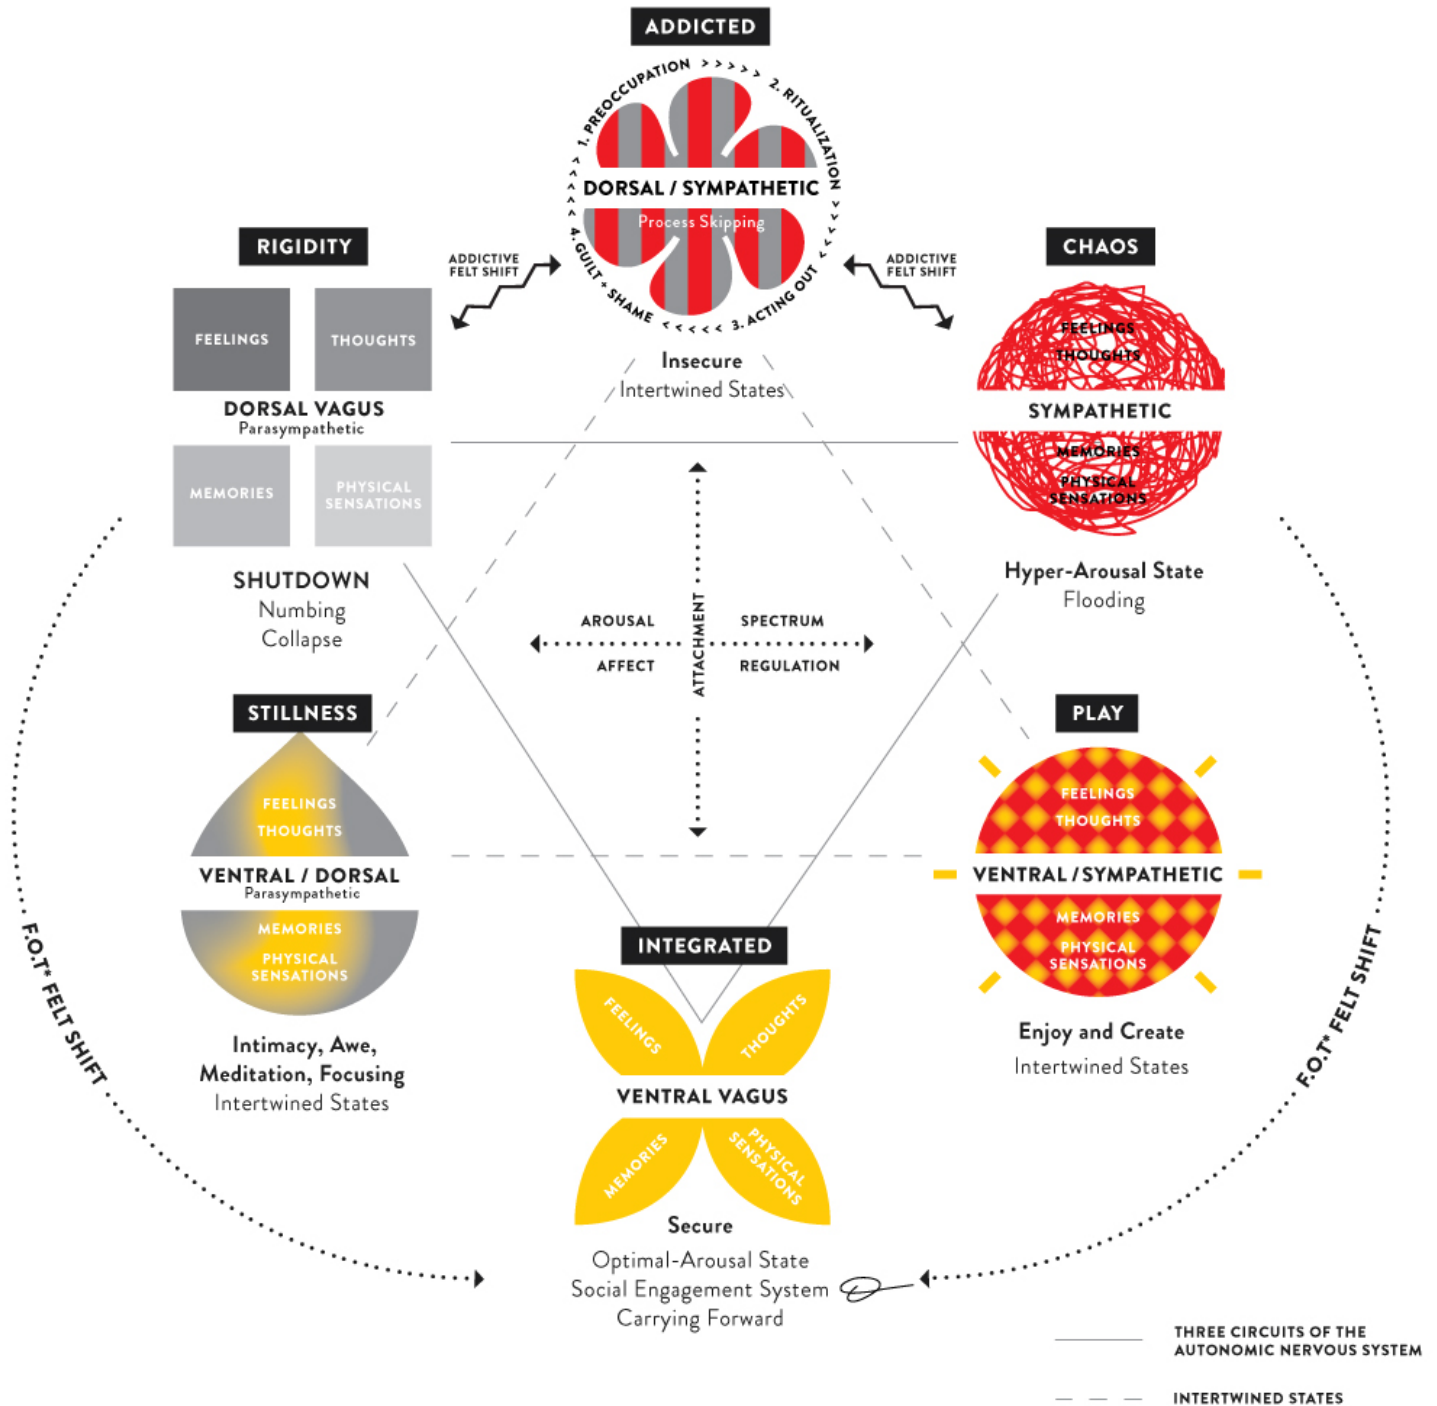 ADDICTED
1. PREOCCUPATION > > > > >
2. RITUALIZATION > > > > >
3. ACTING OUT > > > > >
4. GUILT + SHAME > > > > >
DORSAL / SYMPATHETIC
Process Skipping
Insecure
Intertwined States
ADDICTIVE
FELT SHIFT
ADDICTIVE
FELT SHIFT
RIGIDITY
FEELINGS
THOUGHTS
DORSAL VAGUS
Parasympathetic
MEMORIES
PHYSICAL
SENSATIONS
SHUTDOWN
Numbing
Collapse
CHAOS
FEELINGS
THOUGHTS
SYMPATHETIC
MEMORIES
PHYSICAL
SENSATIONS
Hyper-Arousal State
Flooding
AROUSAL SPECTRUM
ATTACHMENT
AFFECT REGULATION
STILLNESS
FEELINGS
THOUGHTS
VENTRAL / DORSAL
Parasympathetic
MEMORIES
PHYSICAL
SENSATIONS
Intimacy, Awe,
Meditation, Focusing
Intertwined States
PLAY
FEELINGS
THOUGHTS
VENTRAL / SYMPATHETIC
MEMORIES
PHYSICAL
SENSATIONS
Enjoy and Create
Intertwined States
INTEGRATED
FEELINGS
THOUGHTS
VENTRAL VAGUS
MEMORIES
PHYSICAL
SENSATIONS
Secure
Optimal-Arousal State
Social Engagement System
Carrying Forward
F.O.T* FELT SHIFT
F.O.T* FELT SHIFT
THREE CIRCUITS OF THE
AUTONOMIC NERVOUS SYSTEM
INTERTWINED STATES